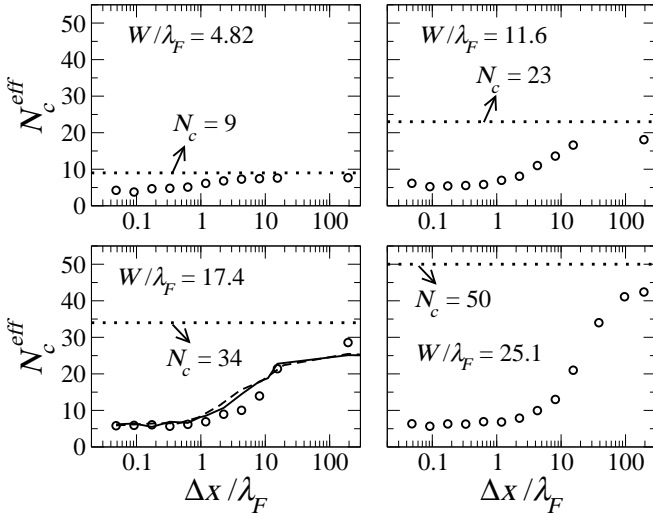 W/λ_F = 4.82
W/λ_F = 11.6
50
40
30
20
10
0
N_c^eff
N_c = 9
N_c = 23
0.1 1 10 100
0.1 1 10 100
W/λ_F = 17.4
50
40
30
20
10
0
N_c^eff
N_c = 34
N_c = 50
W/λ_F = 25.1
0.1 1 10 100
0.1 1 10 100
Δx/λ_F
Δx/λ_F